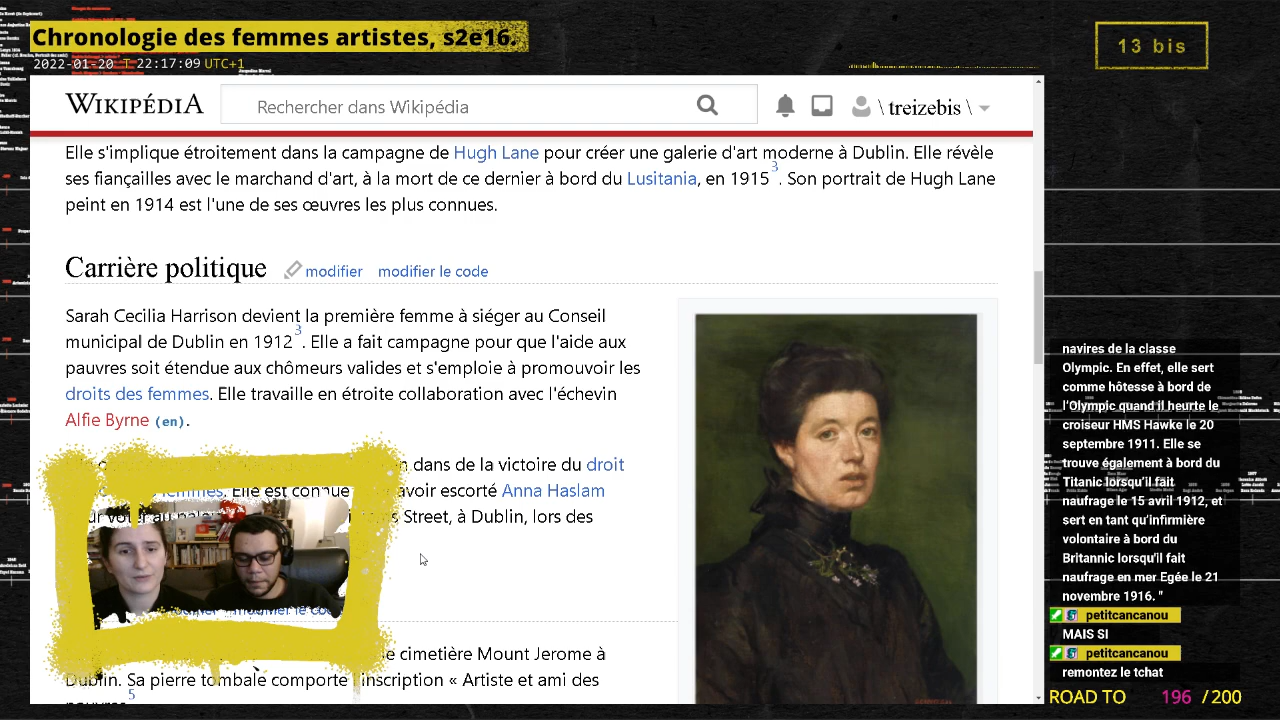 Chronologie des femmes artistes, s2e16.
2022-01-20 T 22:17:09 UTC+1
13 bis
WIKIPÉDIA
Rechercher dans Wikipédia
\ treizebis \
Elle s'implique étroitement dans la campagne de Hugh Lane pour créer une galerie d'art moderne à Dublin. Elle révèle
ses fiançailles avec le marchand d'art, à la mort de ce dernier à bord du Lusitania, en 1915 3. Son portrait de Hugh Lane
peint en 1914 est l'une de ses œuvres les plus connues.
Carrière politique modifier modifier le code
Sarah Cecilia Harrison devient la première femme à siéger au Conseil
municipal de Dublin en 1912 3. Elle a fait campagne pour que l'aide aux
pauvres soit étendue aux chômeurs valides et s'emploie à promouvoir les
droits des femmes. Elle travaille en étroite collaboration avec l'échevin
Alfie Byrne (en).
dans de la victoire du droit
femmes. Elle est connue avoir escorté Anna Haslam
Street, à Dublin, lors des
modifier le code
cimetière Mount Jerome à
Dublin. Sa pierre tombale comporte l'inscription « Artiste et ami des
5
navires de la classe
Olympic. En effet, elle sert
comme hôtesse à bord de
l'Olympic quand il heurte le
croiseur HMS Hawke le 20
septembre 1911. Elle se
trouve également à bord du
Titanic lorsqu'il fait
naufrage le 15 avril 1912, et
sert en tant qu'infirmière
volontaire à bord du
Britannic lorsqu'il fait
naufrage en mer Egée le 21
novembre 1916. "
petitcancanou
MAIS SI
petitcancanou
remontez le tchat
ROAD TO 196 / 200